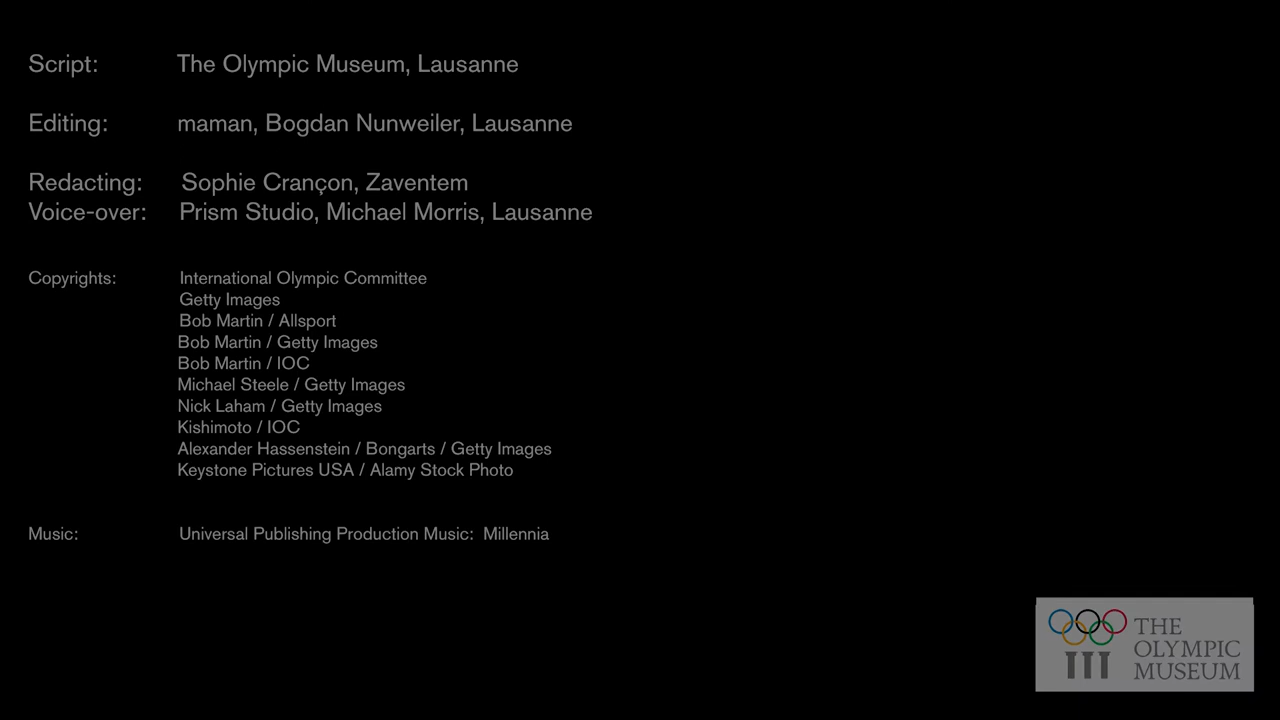 Script: The Olympic Museum, Lausanne
Editing: maman, Bogdan Nunweiler, Lausanne
Redacting: Sophie Crançon, Zaventem
Voice-over: Prism Studio, Michael Morris, Lausanne
Copyrights: International Olympic Committee
Getty Images
Bob Martin / Allsport
Bob Martin / Getty Images
Bob Martin / IOC
Michael Steele / Getty Images
Nick Laham / Getty Images
Kishimoto / IOC
Alexander Hassenstein / Bongarts / Getty Images
Keystone Pictures USA / Alamy Stock Photo
Music: Universal Publishing Production Music: Millennia
THE
OLYMPIC
MUSEUM